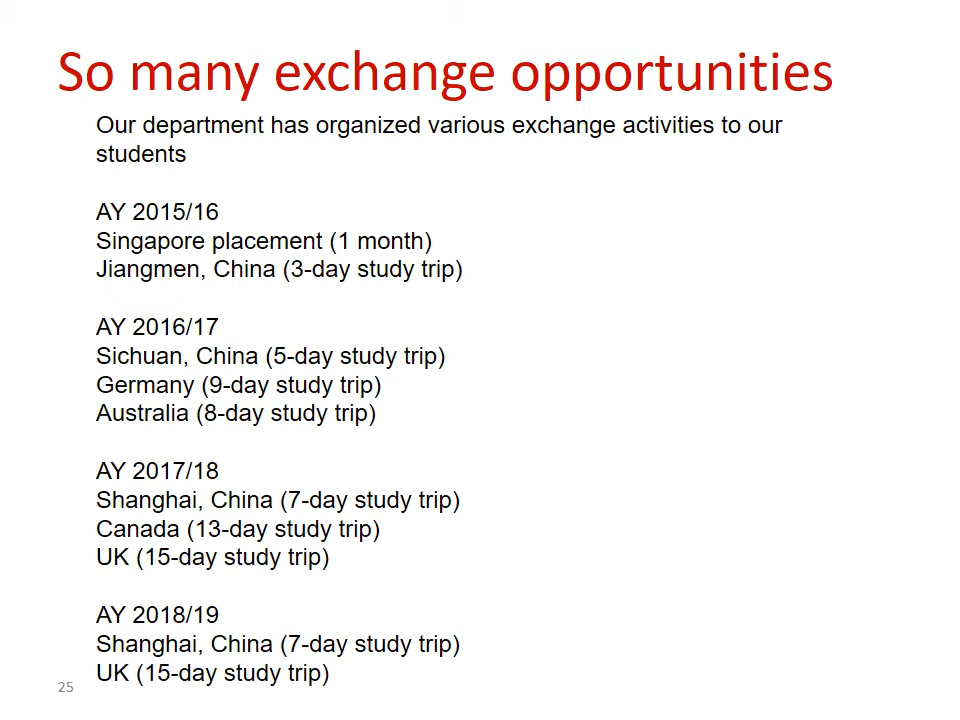 So many exchange opportunities
Our department has organized various exchange activities to our
students
AY 2015/16
Singapore placement (1 month)
Jiangmen, China (3-day study trip)
AY 2016/17
Sichuan, China (5-day study trip)
Germany (9-day study trip)
Australia (8-day study trip)
AY 2017/18
Shanghai, China (7-day study trip)
Canada (13-day study trip)
UK (15-day study trip)
AY 2018/19
Shanghai, China (7-day study trip)
UK (15-day study trip)
25